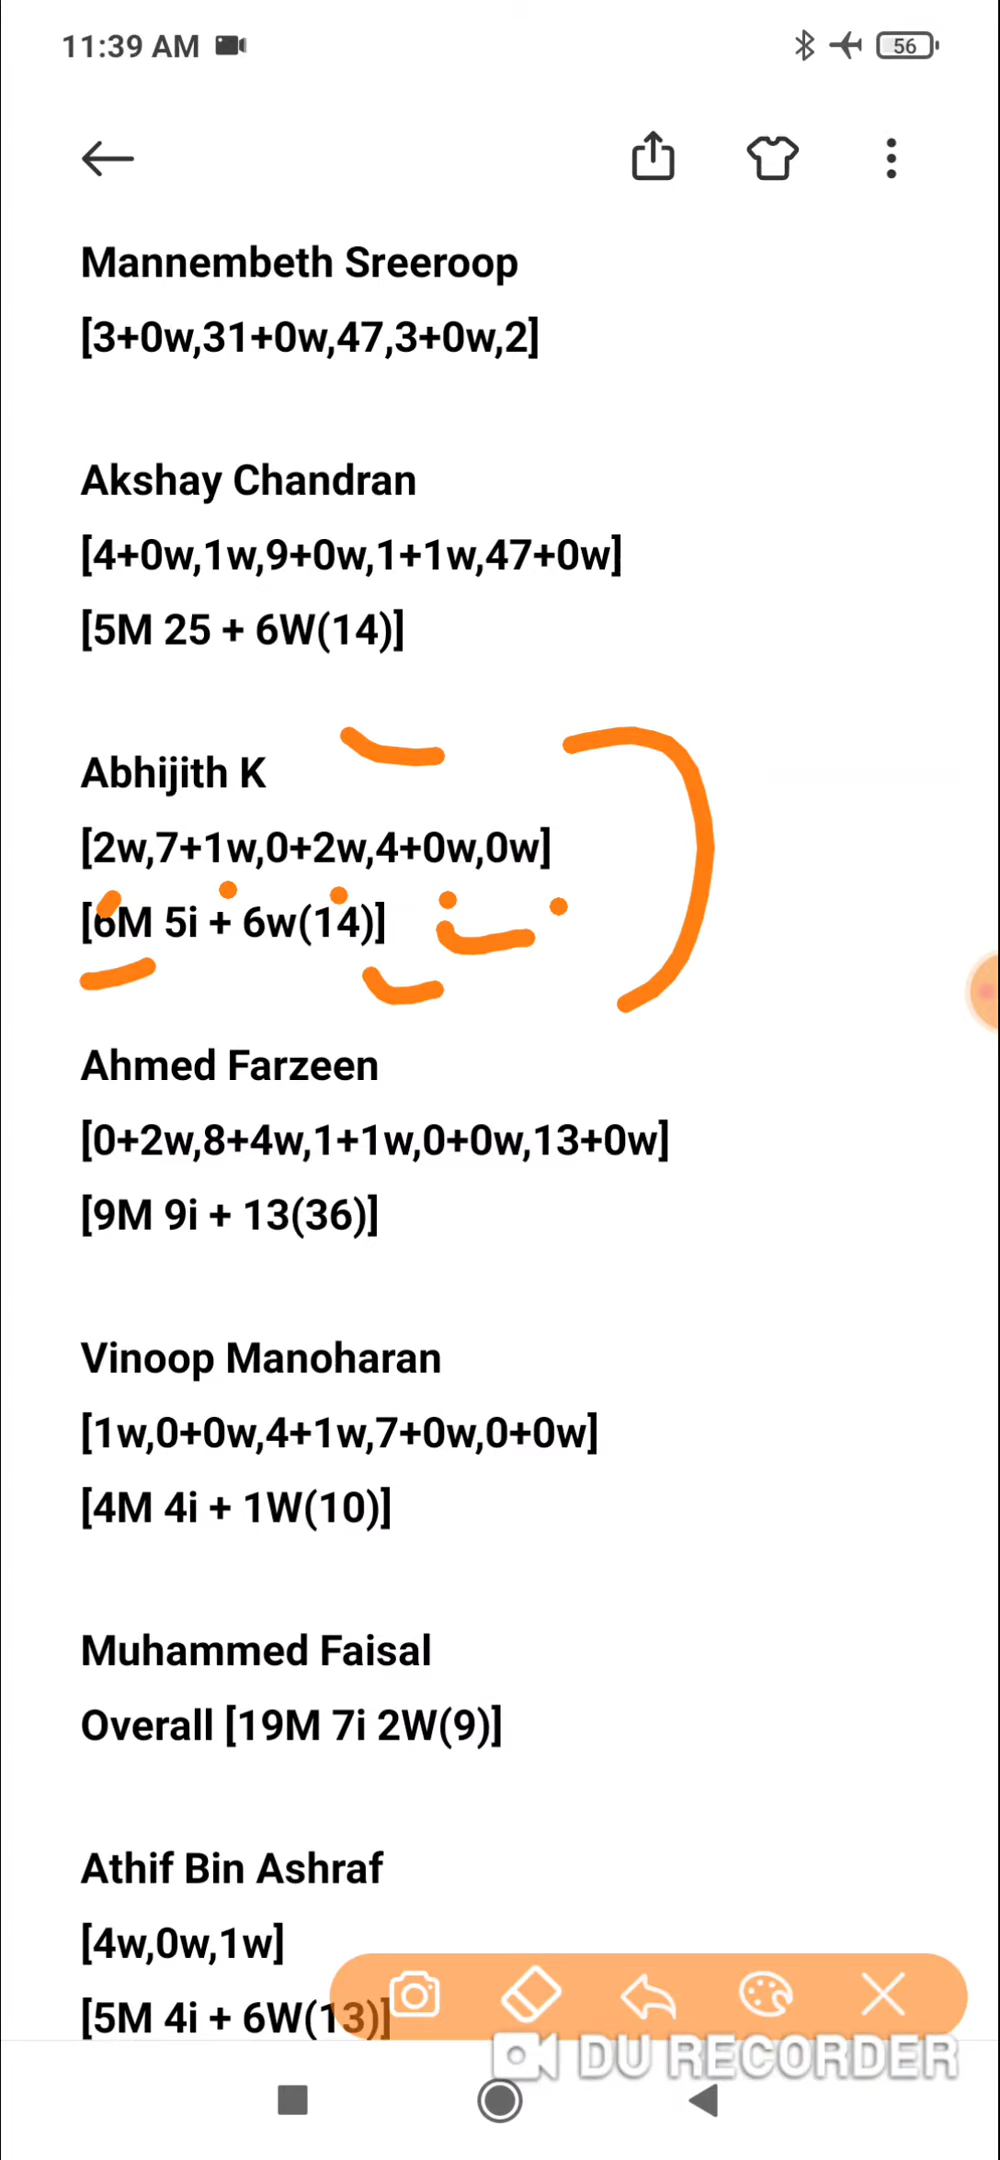 11:39 AM
56
Mannembeth Sreeroop
[3+0w,31+0w,47,3+0w,2]
Akshay Chandran
[4+0w,1w,9+0w,1+1w,47+0w]
[5M 25 + 6W(14)]
Abhijith K
[2w,7+1w,0+2w,4+0w,0w]
[6M 5i + 6w(14)]
Ahmed Farzeen
[0+2w,8+4w,1+1w,0+0w,13+0w]
[9M 9i + 13(36)]
Vinoop Manoharan
[1w,0+0w,4+1w,7+0w,0+0w]
[4M 4i + 1W(10)]
Muhammed Faisal
Overall [19M 7i 2W(9)]
Athif Bin Ashraf
[4w,0w,1w]
[5M 4i + 6W(13)]
DU RECORDER